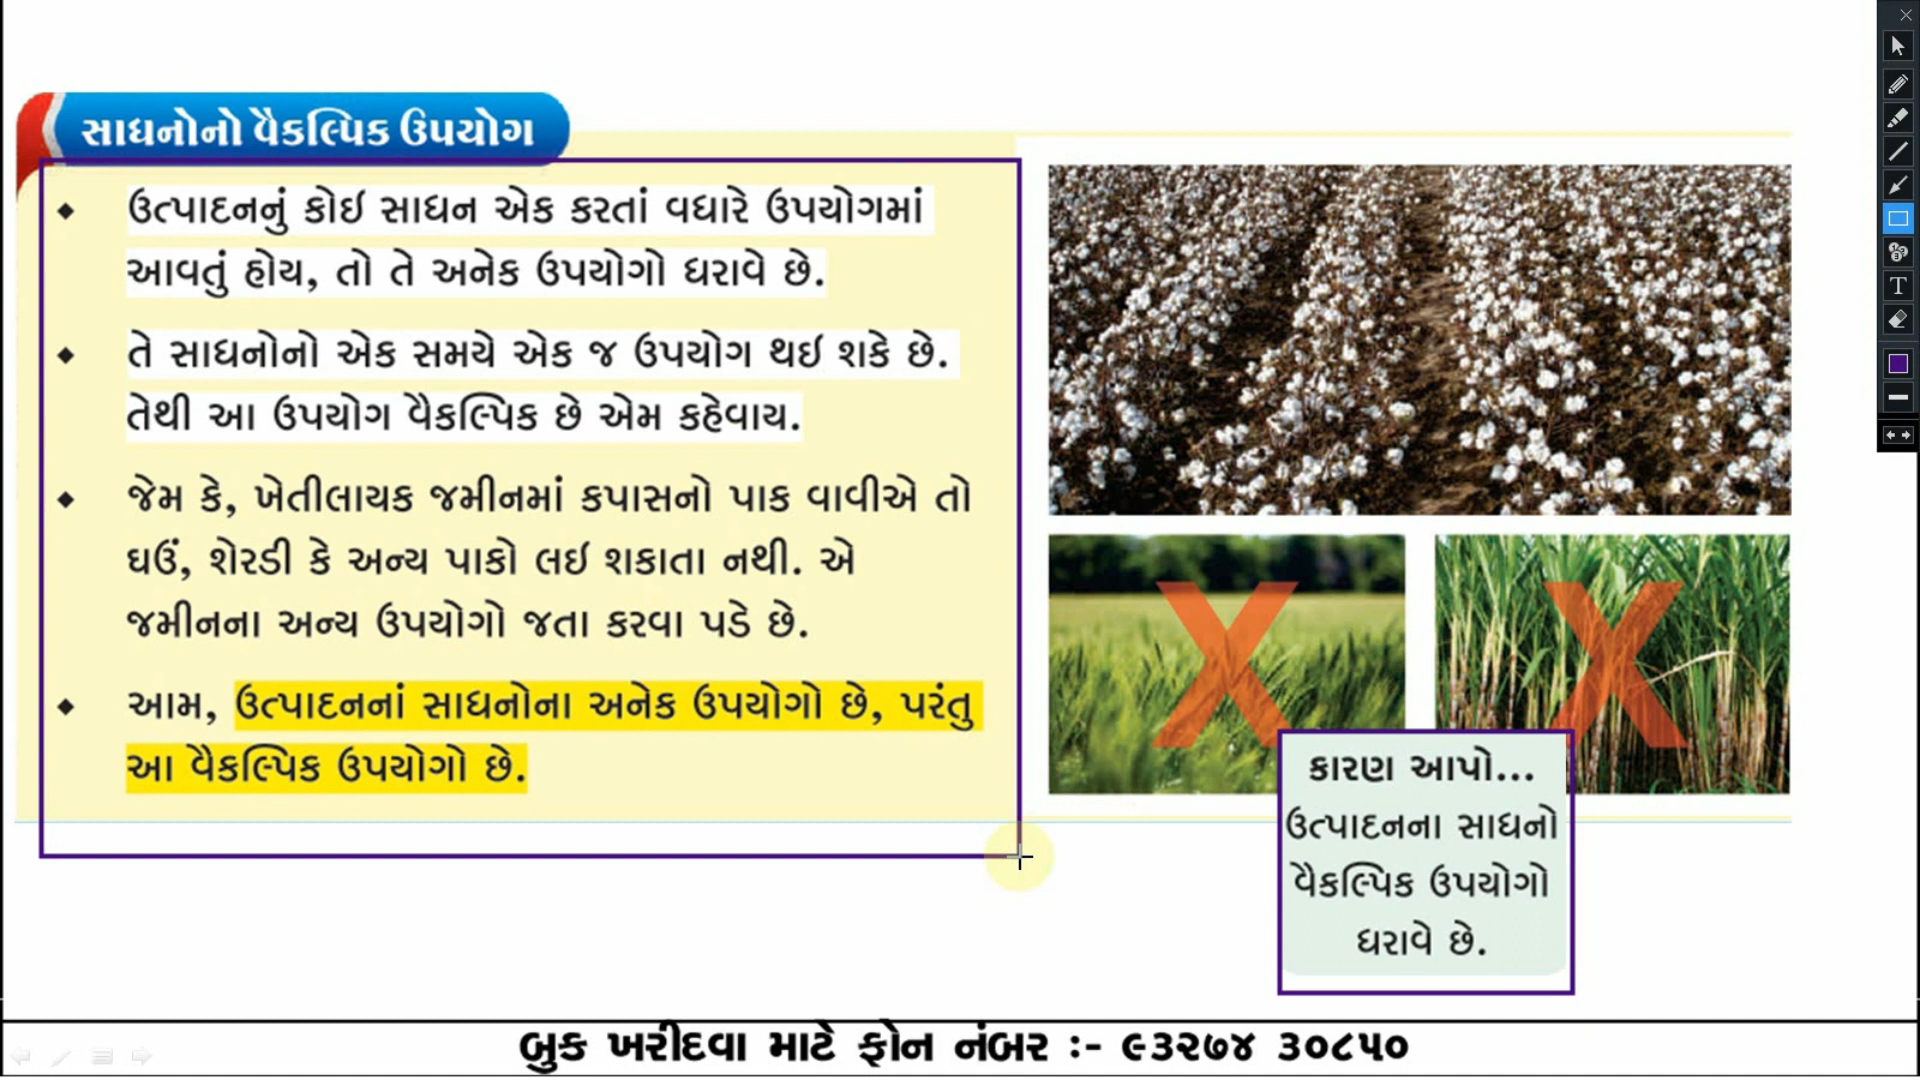 સાધનોનો વૈકલ્પિક ઉપયોગ
◆ ઉત્પાદનનું કોઈ સાધન એક કરતાં વધારે ઉપયોગમાં
આવતું હોય, તો તે અનેક ઉપયોગો ધરાવે છે.
◆ તે સાધનોનો એક સમયે એક જ ઉપયોગ થઈ શકે છે.
તેથી આ ઉપયોગ વૈકલ્પિક છે એમ કહેવાય.
◆ જેમ કે, ખેતીલાયક જમીનમાં કપાસનો પાક વાવીએ તો
ઘઉં, શેરડી કે અન્ય પાકો લઈ શકાતા નથી. એ
જમીનના અન્ય ઉપયોગો જતા કરવા પડે છે.
◆ આમ, ઉત્પાદનનાં સાધનોના અનેક ઉપયોગો છે, પરંતુ
આ વૈકલ્પિક ઉપયોગો છે.
X X
કારણ આપો...
ઉત્પાદનના સાધનો
વૈકલ્પિક ઉપયોગો
ધરાવે છે.
બુક ખરીદવા માટે ફોન નંબર :- ૯૩૨૭૪ ૩૦૮૫૦